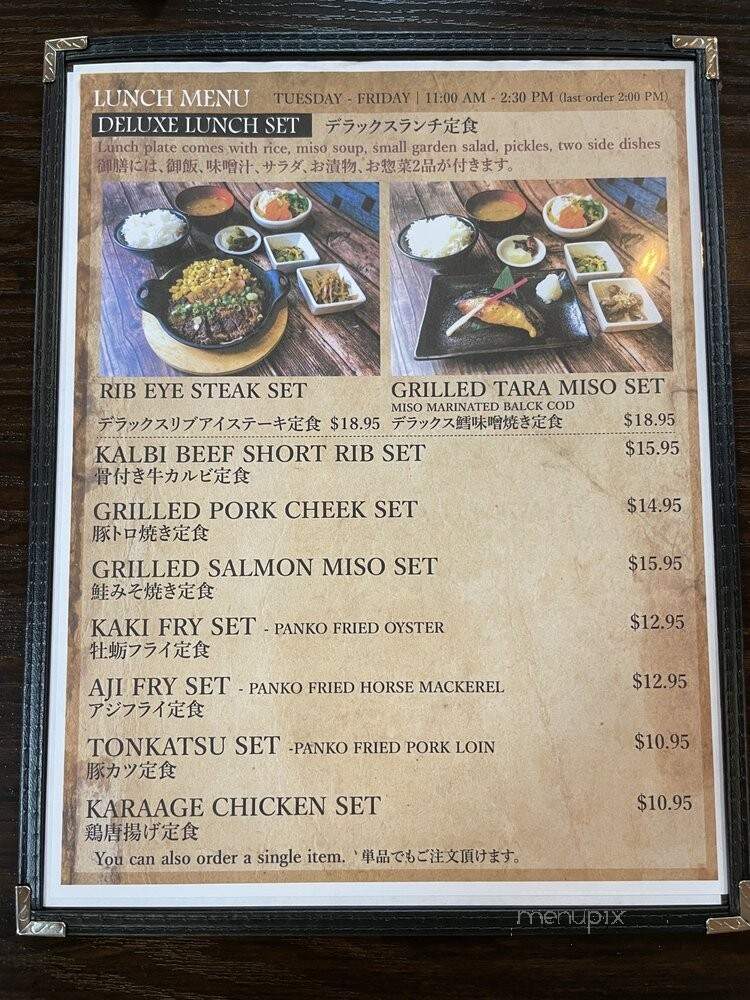 LUNCH MENU TUESDAY - FRIDAY | 11:00 AM - 2:30 PM (last order 2:00 PM)
DELUXE LUNCH SET デラックスランチ定食
Lunch plate comes with rice, miso soup, small garden salad, pickles, two side dishes
御膳には、御飯、味噌汁、サラダ、お漬物、お惣菜2品が付きます。
RIB EYE STEAK SET
デラックスリブアイステーキ定食 $18.95
GRILLED TARA MISO SET
MISO MARINATED BALCK COD
デラックス鱈味噌焼き定食 $18.95
KALBI BEEF SHORT RIB SET $15.95
骨付き牛カルビ定食
GRILLED PORK CHEEK SET $14.95
豚トロ焼き定食
GRILLED SALMON MISO SET $15.95
鮭みそ焼き定食
KAKI FRY SET - PANKO FRIED OYSTER $12.95
牡蛎フライ定食
AJI FRY SET - PANKO FRIED HORSE MACKEREL $12.95
アジフライ定食
TONKATSU SET -PANKO FRIED PORK LOIN $10.95
豚カツ定食
KARAAGE CHICKEN SET $10.95
鶏唐揚げ定食
You can also order a single item. 単品でもご注文頂けます。
menupix